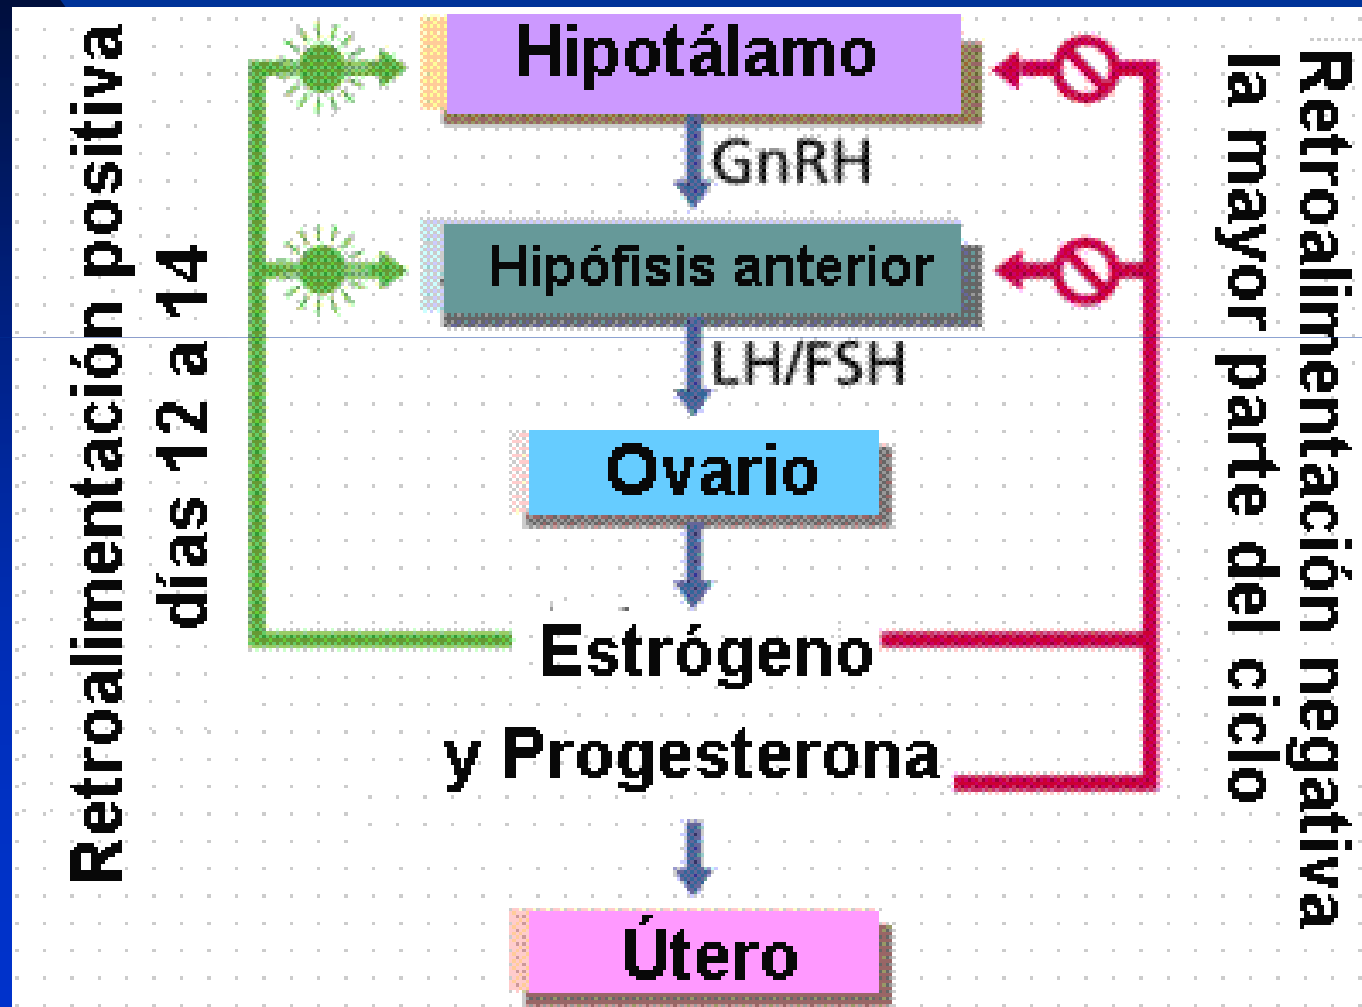 Retroalimentación positiva
días 12 a 14
Hipotálamo
GnRH
Hipófisis anterior
LH/FSH
Ovario
Estrógeno
y Progesterona
Útero
Retroalimentación negativa
la mayor parte del ciclo